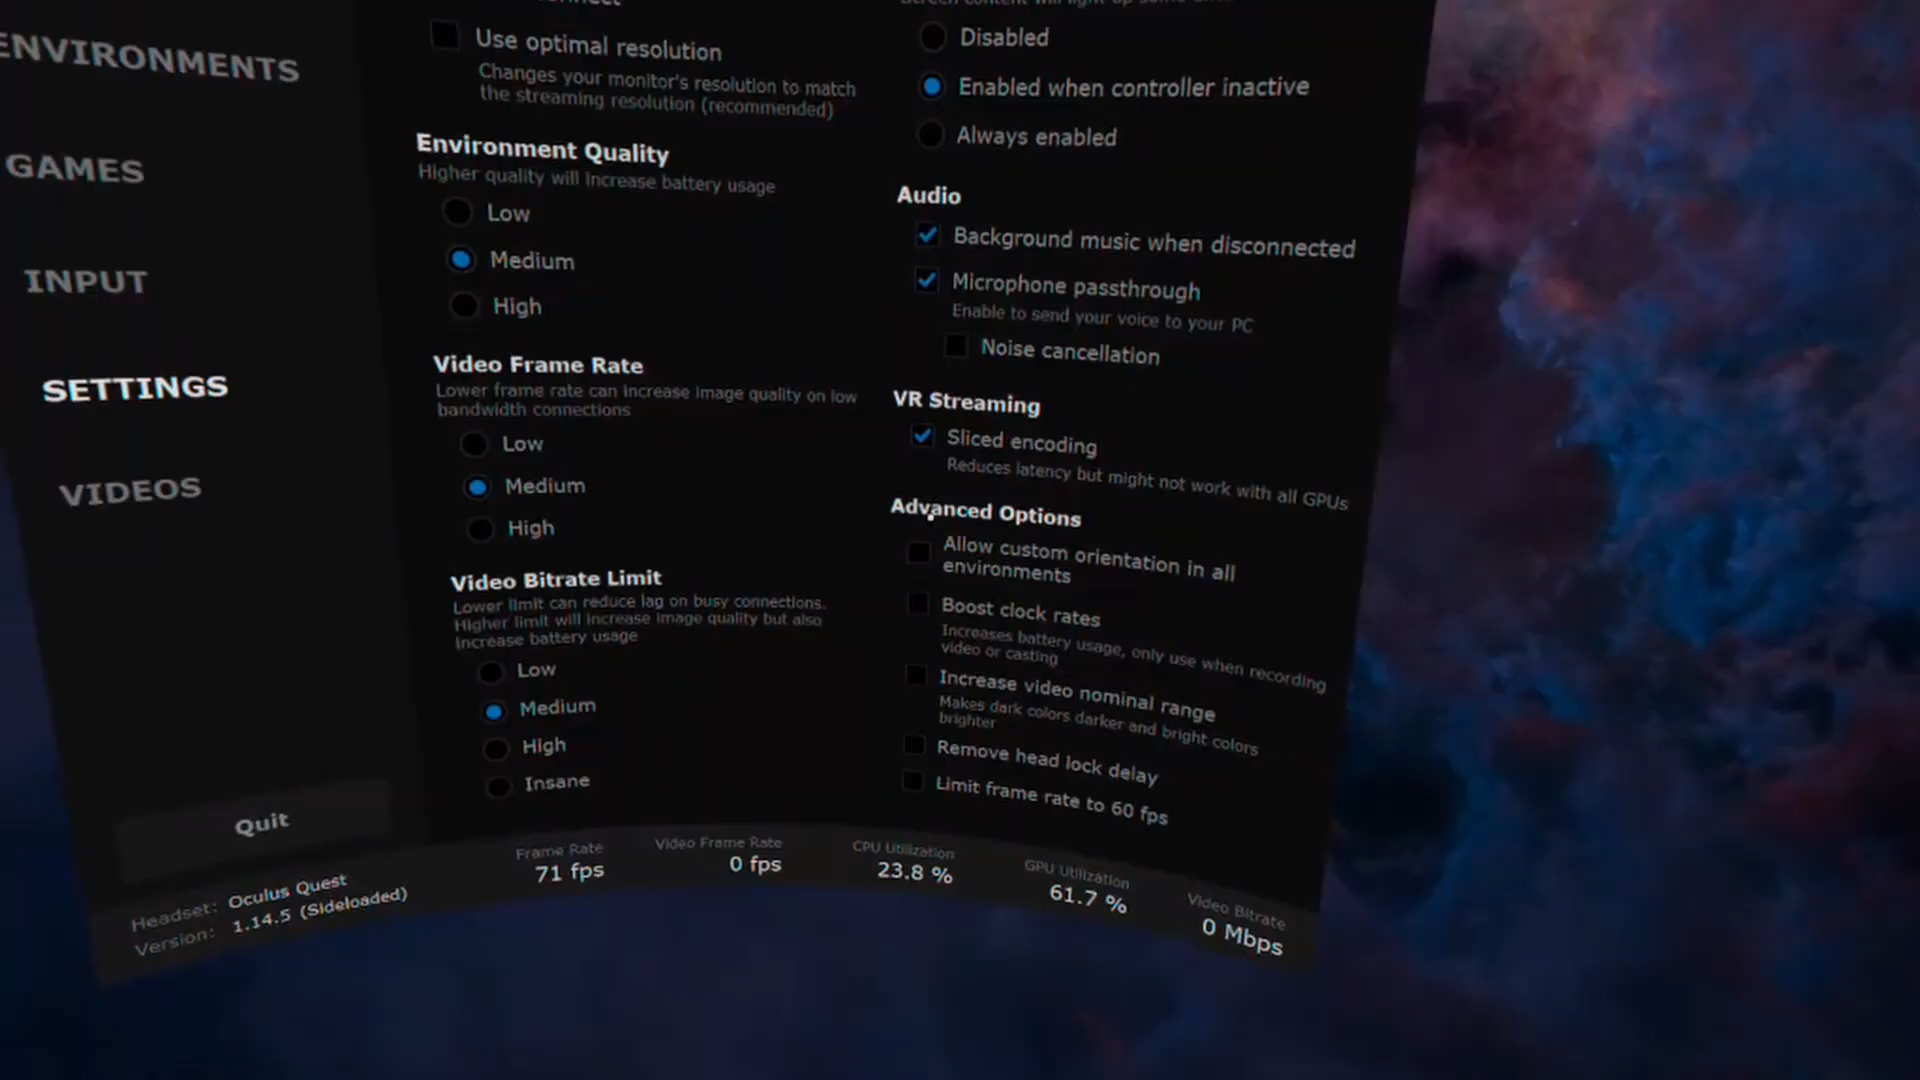 ENVIRONMENTS
GAMES
INPUT
SETTINGS
VIDEOS
Quit
Headset: Oculus Quest
Version: 1.14.5 (Sideloaded)
Use optimal resolution
Changes your monitor's resolution to match
the streaming resolution (recommended)
Environment Quality
Higher quality will increase battery usage
Low
Medium
High
Video Frame Rate
Lower frame rate can increase image quality on low
bandwidth connections
Low
Medium
High
Video Bitrate Limit
Lower limit can reduce lag on busy connections.
Higher limit will increase image quality but also
increase battery usage
Low
Medium
High
Insane
Disabled
Enabled when controller inactive
Always enabled
Audio
Background music when disconnected
Microphone passthrough
Enable to send your voice to your PC
Noise cancellation
VR Streaming
Sliced encoding
Reduces latency but might not work with all GPUs
Advanced Options
Allow custom orientation in all
environments
Boost clock rates
Increases battery usage, only use when recording
video or casting
Increase video nominal range
Makes dark colors darker and bright colors
brighter
Remove head lock delay
Limit frame rate to 60 fps
Frame Rate
71 fps
Video Frame Rate
0 fps
CPU Utilization
23.8 %
GPU Utilization
61.7 %
Video Bitrate
0 Mbps